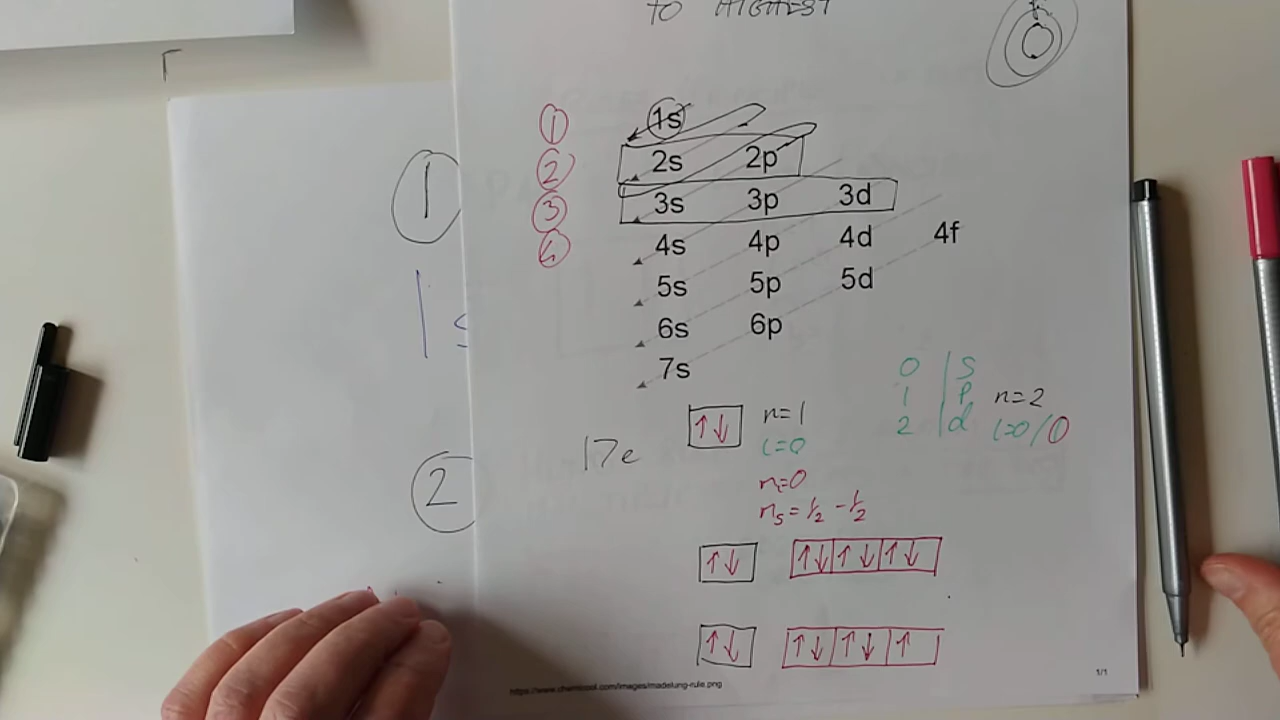 TO HIGHEST
① 1s
② 2s 2p
③ 3s 3p 3d
4s 4p 4d 4f
5s 5p 5d
6s 6p
7s
①
1s
②
0 | s
1 | p n=2
2 | d l=0/0
↑↓ n=1
l=0
17e
n=0
ns=1/2 -1/2
↑↓ ↑↓ ↑↓ ↑↓
↑↓ ↑↓ ↑↓ ↑
https://www.chemicool.com/images/madelung-rule.png
1/1